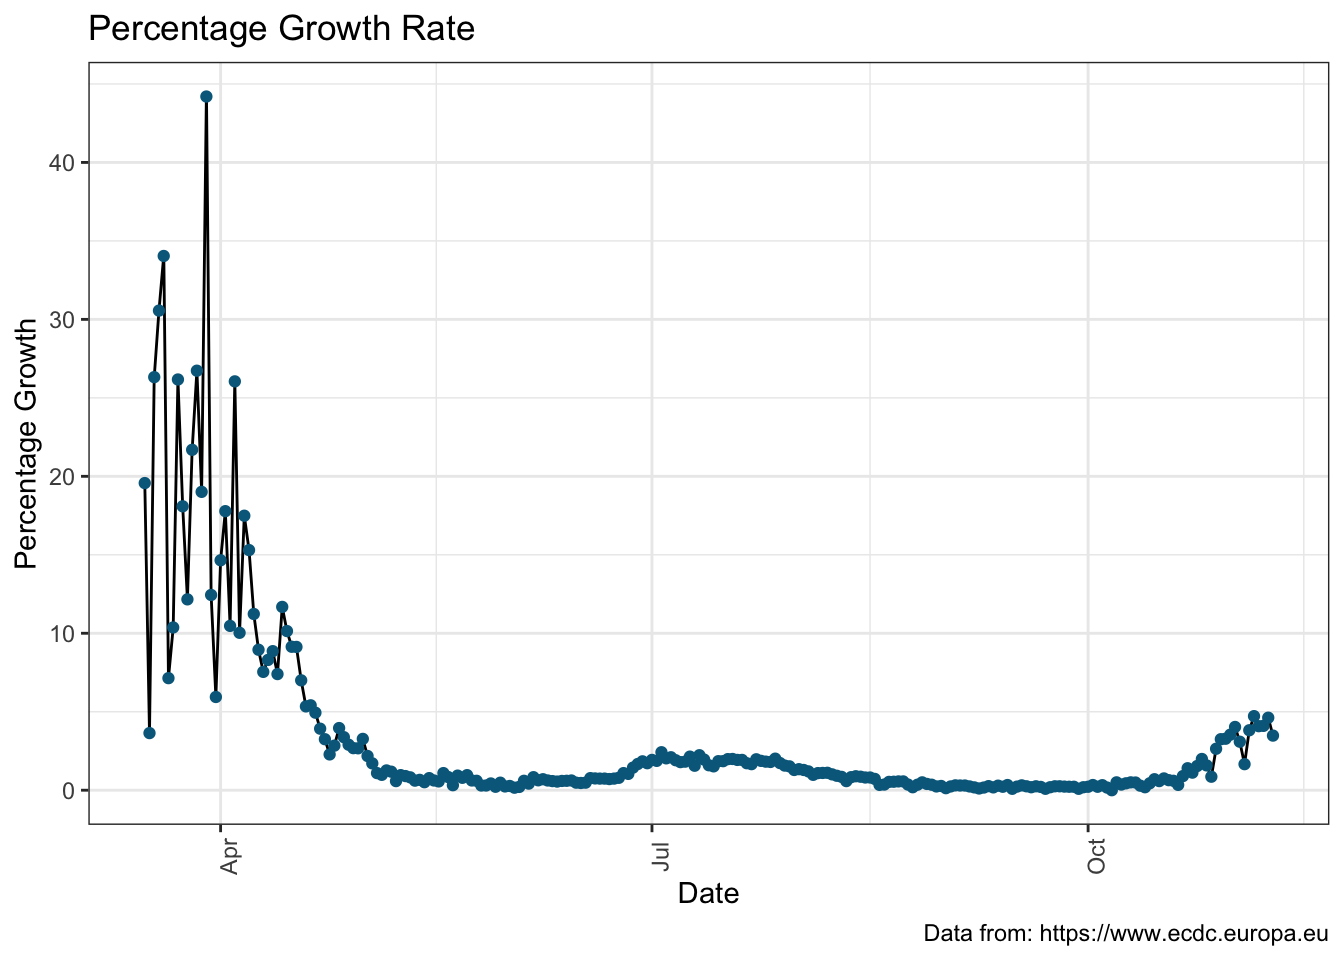 Percentage Growth Rate
Percentage Growth
40
30
20
10
0
Apr
Jul
Oct
Date
Data from: https://www.ecdc.europa.eu